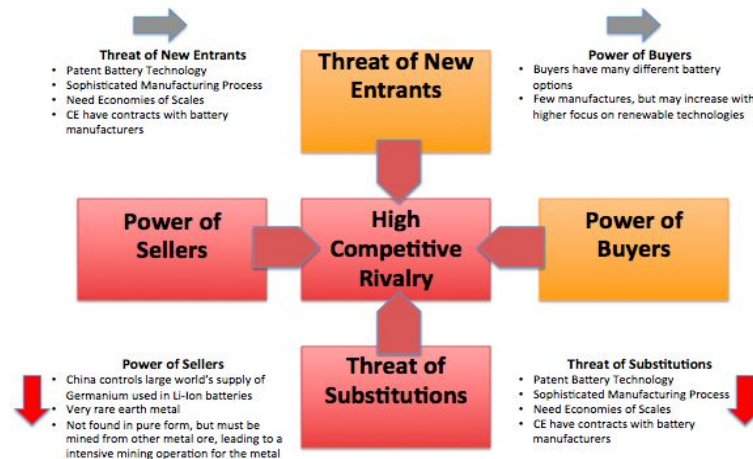 Threat of New Entrants
• Patent Battery Technology
• Sophisticated Manufacturing Process
• Need Economies of Scales
• CE have contracts with battery
manufacturers
Threat of New
Entrants
Power of Buyers
• Buyers have many different battery
options
• Few manufactures, but may increase with
higher focus on renewable technologies
Power of
Sellers
High
Competitive
Rivalry
Power of
Buyers
Power of Sellers
• China controls large world's supply of
Germanium used in Li-Ion batteries
• Very rare earth metal
• Not found in pure form, but must be
mined from other metal ore, leading to a
intensive mining operation for the metal
Threat of
Substitutions
Threat of Substitutions
• Patent Battery Technology
• Sophisticated Manufacturing Process
• Need Economies of Scales
• CE have contracts with battery
manufacturers